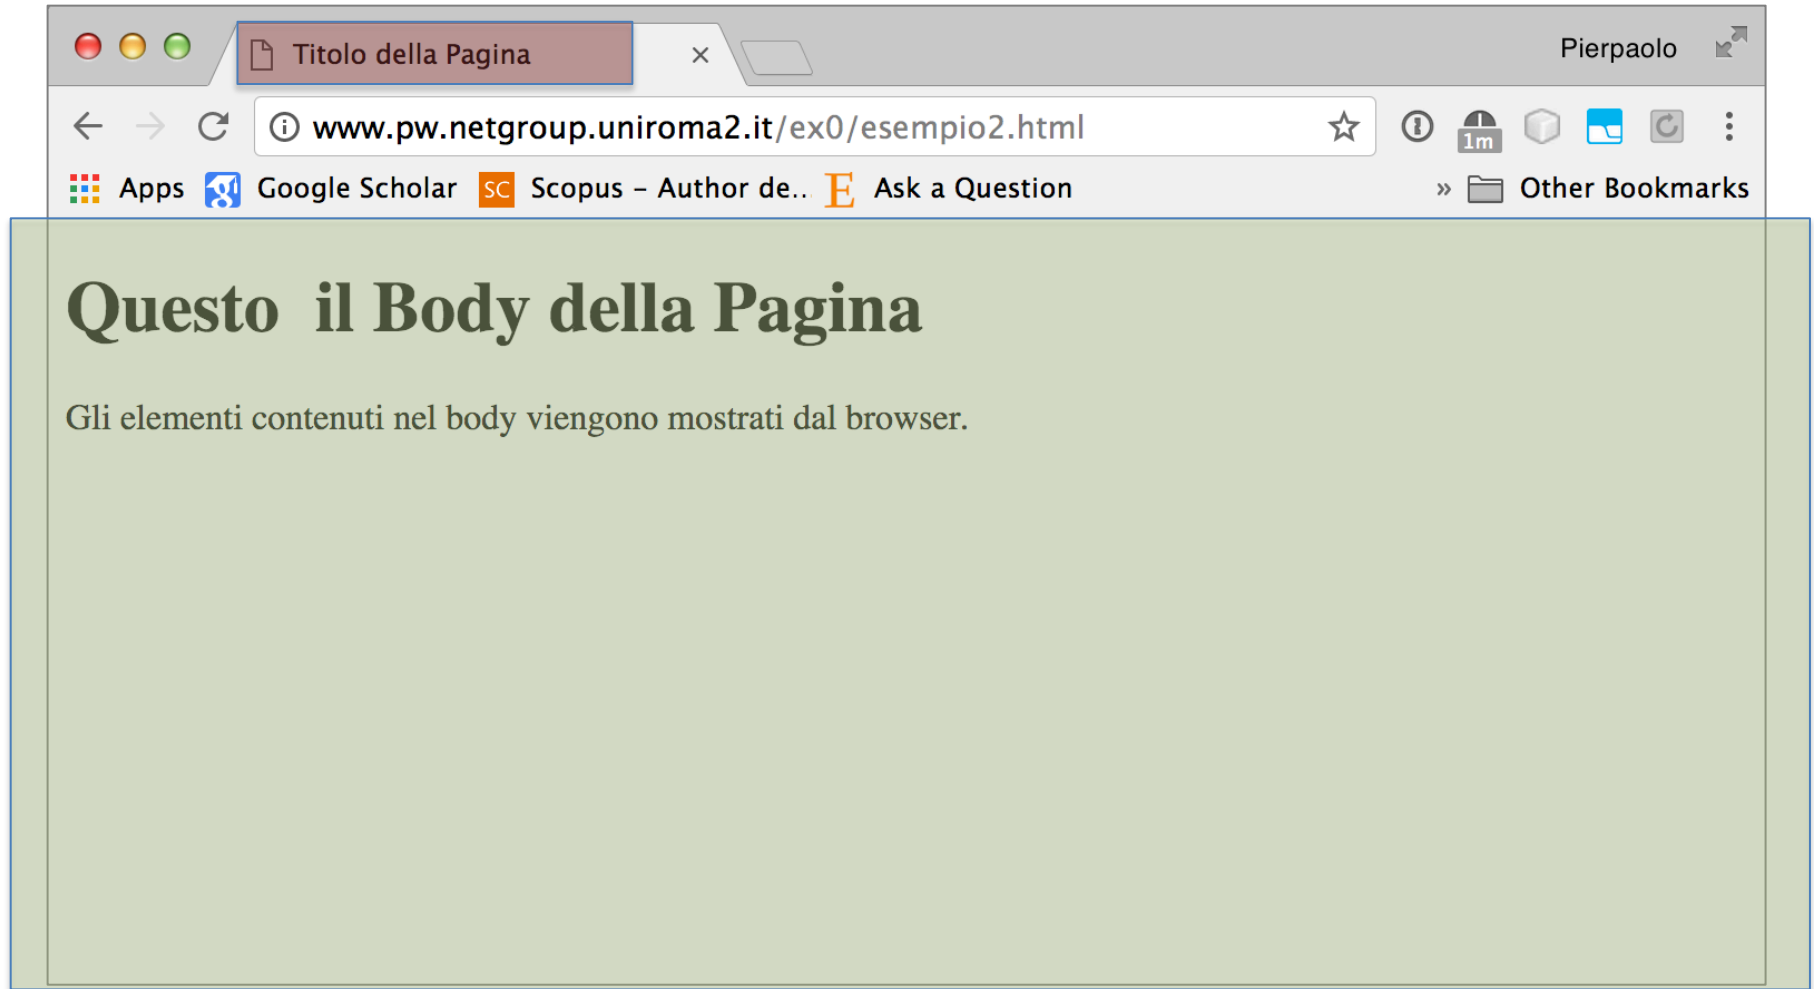 Titolo della Pagina
Pierpaolo
www.pw.netgroup.uniroma2.it/ex0/esempio2.html
1m
Apps Google Scholar SC Scopus – Author de... E Ask a Question » Other Bookmarks
Questo  il Body della Pagina
Gli elementi contenuti nel body viengono mostrati dal browser.